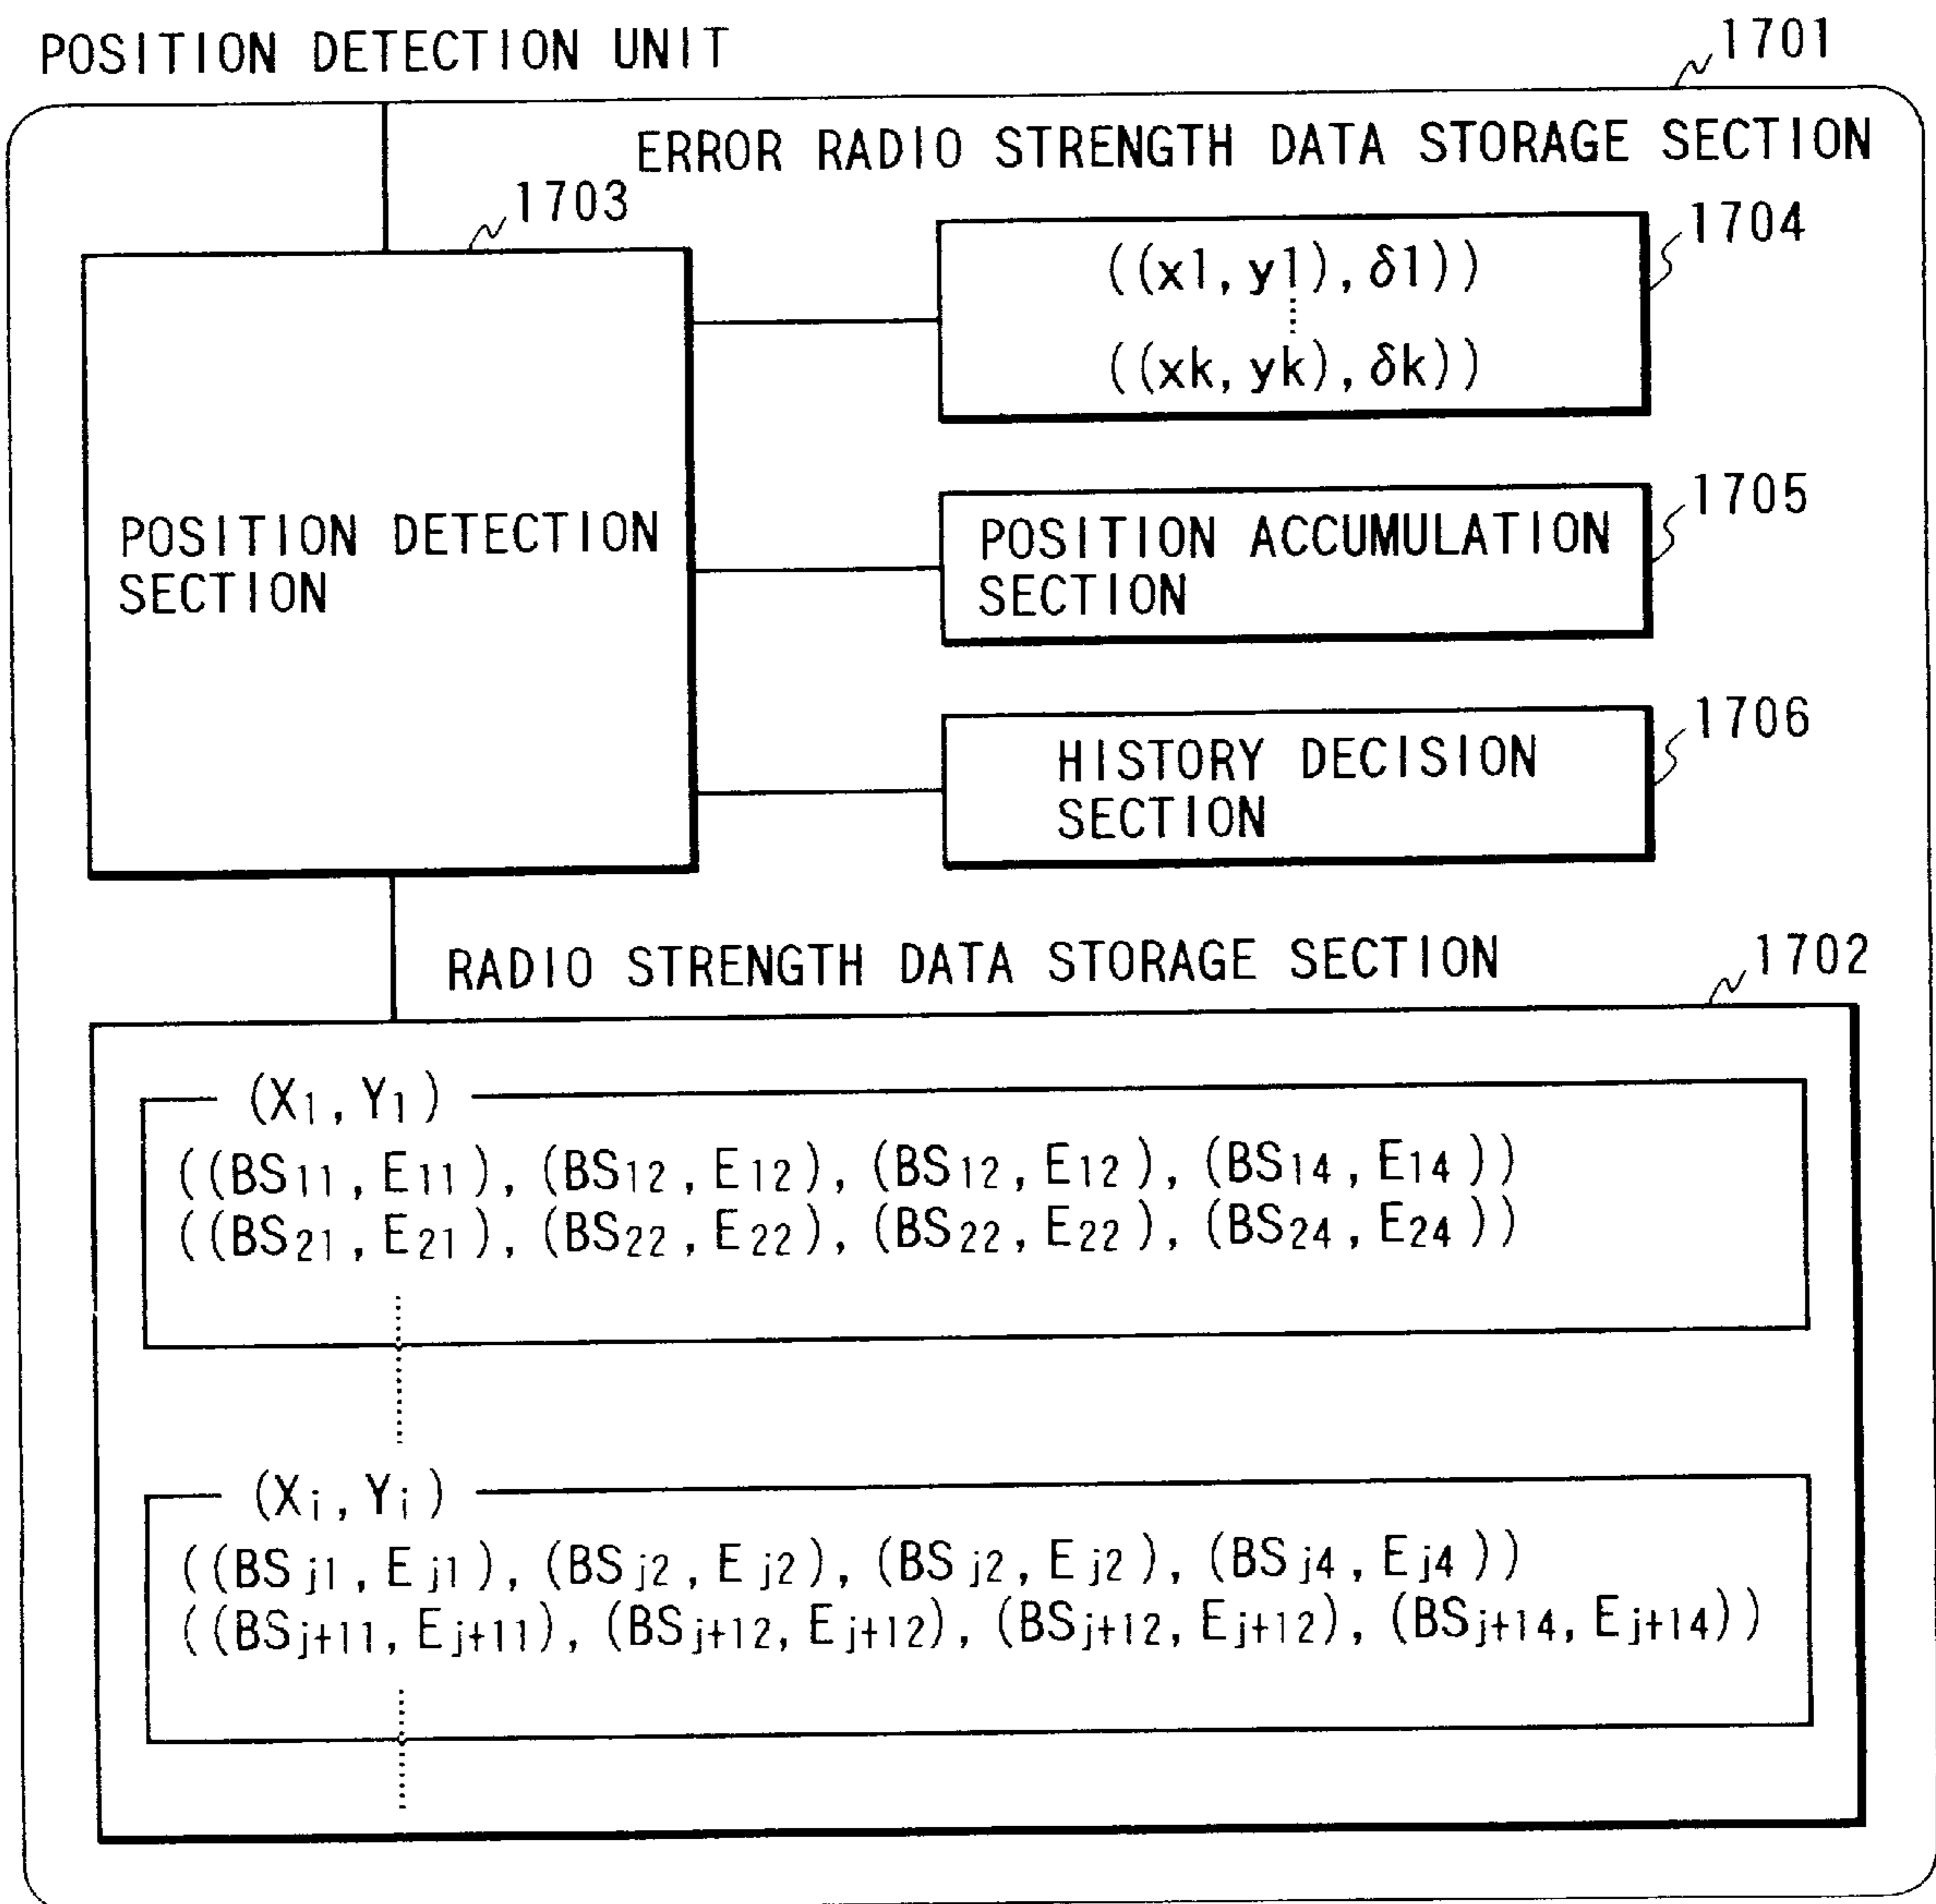 POSITION DETECTION UNIT
1701
ERROR RADIO STRENGTH DATA STORAGE SECTION
1703
1704
((x1, y1), δ1))
((xk, yk), δk))
POSITION DETECTION
SECTION
1705
POSITION ACCUMULATION
SECTION
1706
HISTORY DECISION
SECTION
RADIO STRENGTH DATA STORAGE SECTION
1702
(X1, Y1)
((BS11, E11), (BS12, E12), (BS12, E12), (BS14, E14))
((BS21, E21), (BS22, E22), (BS22, E22), (BS24, E24))
(Xi, Yi)
((BSj1, Ej1), (BSj2, Ej2), (BSj2, Ej2), (BSj4, Ej4))
((BSj+11, Ej+11), (BSj+12, Ej+12), (BSj+12, Ej+12), (BSj+14, Ej+14))